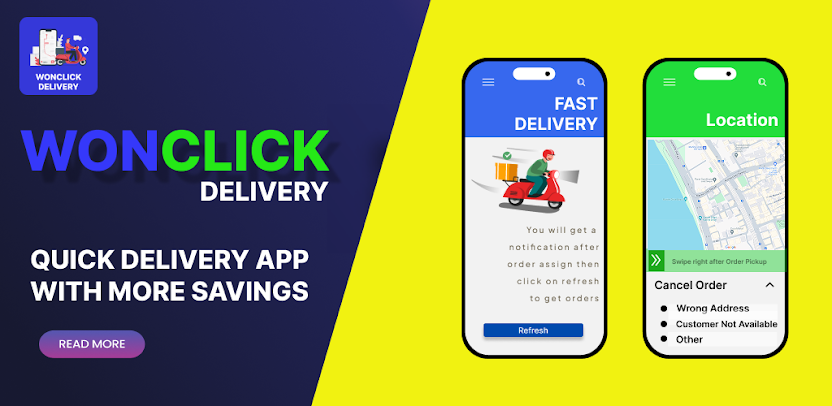 WONCLICK
DELIVERY
WONCLICK
DELIVERY
QUICK DELIVERY APP
WITH MORE SAVINGS
READ MORE
FAST
DELIVERY
You will get a
notification after
order assign then
click on refresh
to get orders
Refresh
Location
Swipe right after Order Pickup
Cancel Order
Wrong Address
Customer Not Available
Other